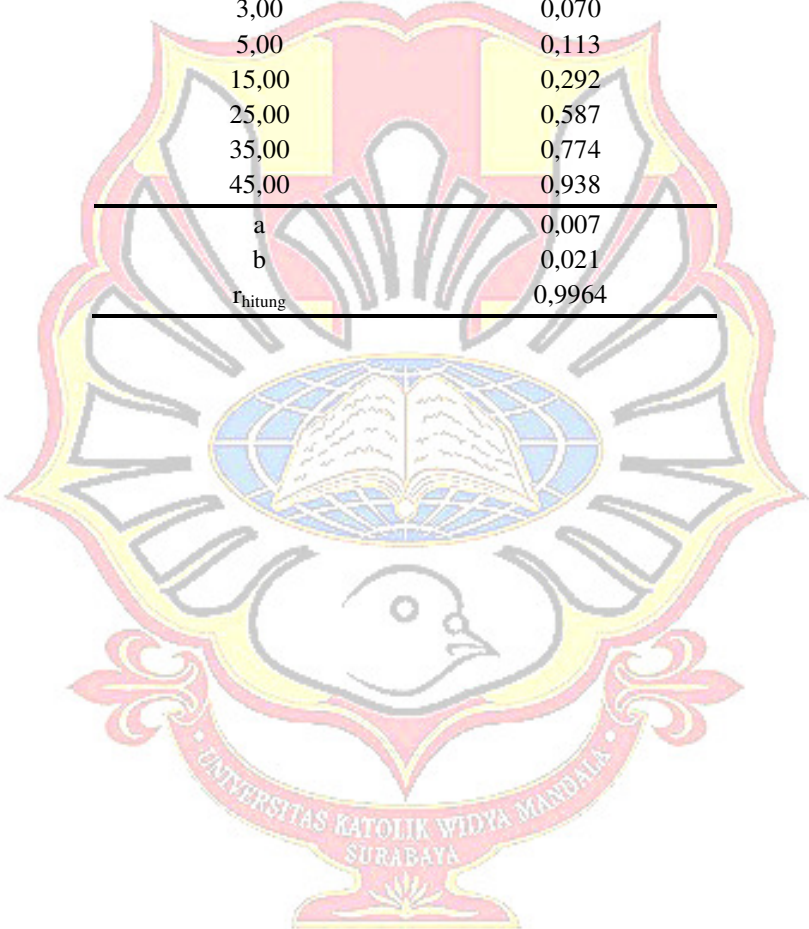 3,00 0,070
5,00 0,113
15,00 0,292
25,00 0,587
35,00 0,774
45,00 0,938
a 0,007
b 0,021
rhitung 0,9964
UNIVERSITAS KATOLIK WIDYA MANDALA
SURABAYA